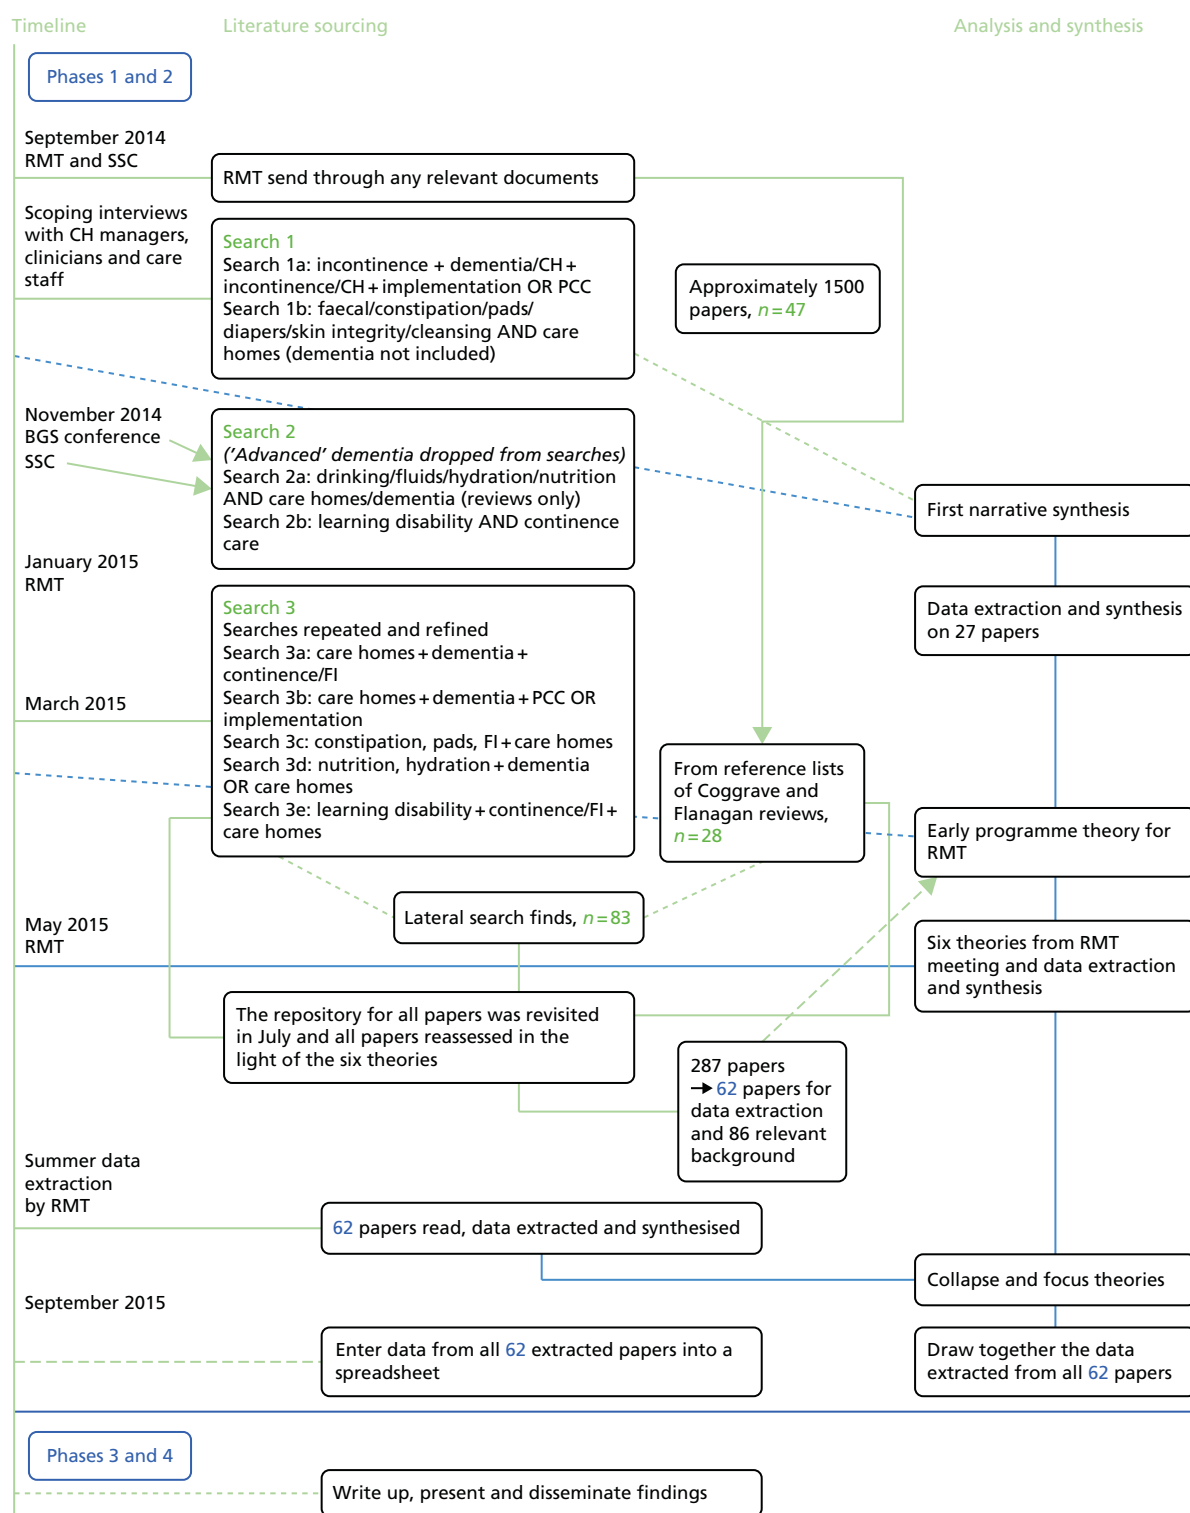 Timeline
Literature sourcing
Analysis and synthesis
Phases 1 and 2
September 2014
RMT and SSC
RMT send through any relevant documents
Scoping interviews
with CH managers,
clinicians and care
staff
Search 1
Search 1a: incontinence + dementia/CH +
incontinence/CH + implementation OR PCC
Search 1b: faecal/constipation/pads/
diapers/skin integrity/cleansing AND care
homes (dementia not included)
Approximately 1500
papers, n = 47
November 2014
BGS conference
SSC
Search 2
('Advanced' dementia dropped from searches)
Search 2a: drinking/fluids/hydration/nutrition
AND care homes/dementia (reviews only)
Search 2b: learning disability AND continence
care
First narrative synthesis
January 2015
RMT
Data extraction and synthesis
on 27 papers
Search 3
Searches repeated and refined
Search 3a: care homes + dementia +
continence/FI
Search 3b: care homes + dementia + PCC OR
implementation
Search 3c: constipation, pads, FI + care homes
Search 3d: nutrition, hydration + dementia
OR care homes
Search 3e: learning disability + continence/FI +
care homes
March 2015
From reference lists
of Coggrave and
Flanagan reviews,
n = 28
Early programme theory for
RMT
Lateral search finds, n = 83
May 2015
RMT
Six theories from RMT
meeting and data extraction
and synthesis
The repository for all papers was revisited
in July and all papers reassessed in the
light of the six theories
287 papers
→ 62 papers for
data extraction
and 86 relevant
background
Summer data
extraction
by RMT
62 papers read, data extracted and synthesised
Collapse and focus theories
September 2015
Enter data from all 62 extracted papers into a
spreadsheet
Draw together the data
extracted from all 62 papers
Phases 3 and 4
Write up, present and disseminate findings